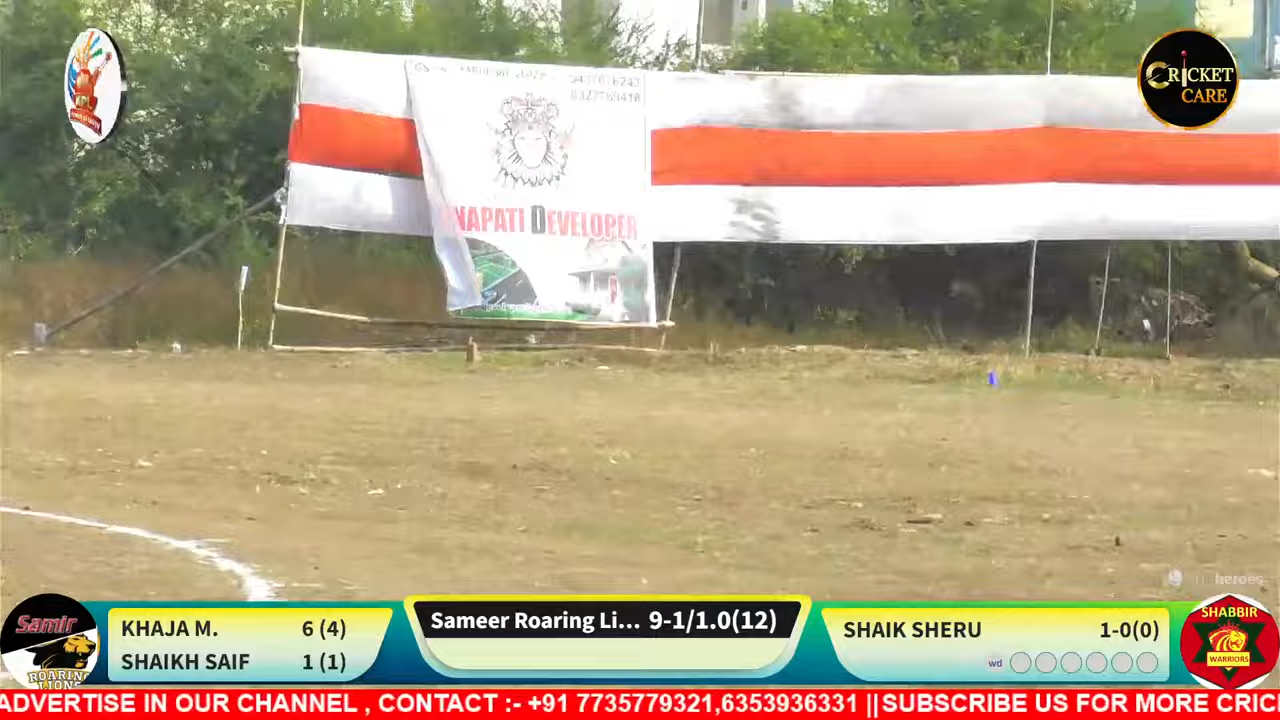 CRICKET
CARE
NAPATI DEVELOPER
heroes
Samir
ROARING
LIONS
KHAJA M. 6 (4)
SHAIKH SAIF 1 (1)
Sameer Roaring Li... 9-1/1.0(12)
SHAIK SHERU 1-0(0)
wd
SHABBIR
WARRIORS
ADVERTISE IN OUR CHANNEL , CONTACT :- +91 7735779321,6353936331 ||SUBSCRIBE US FOR MORE CRIC